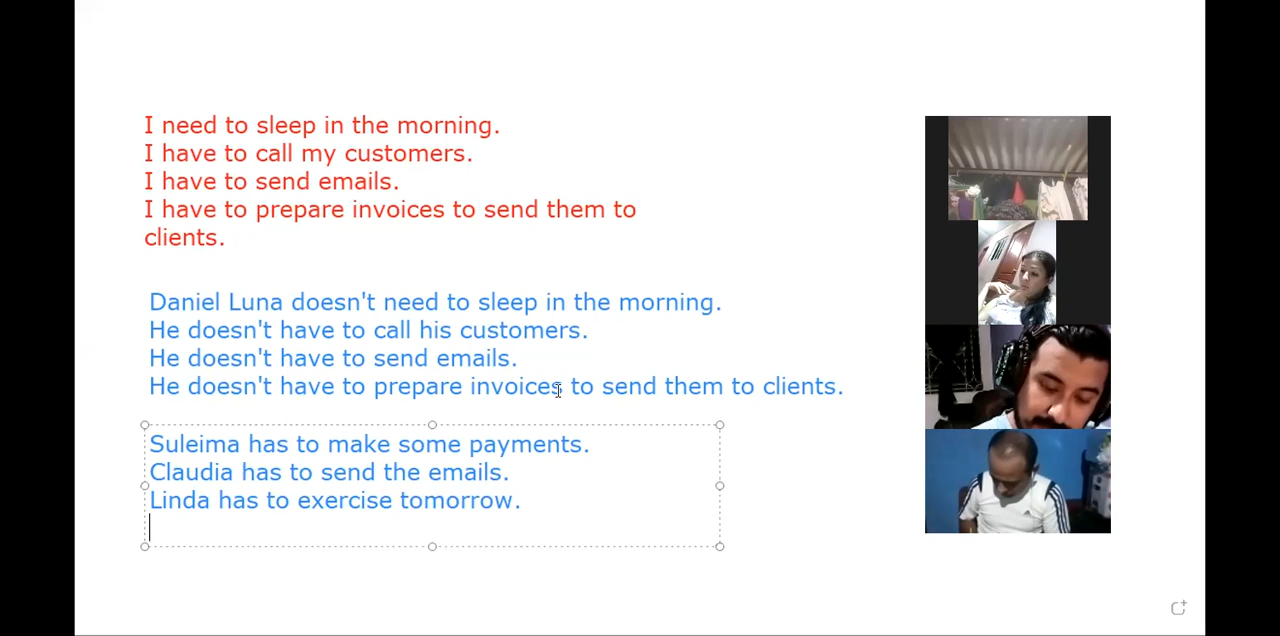 I need to sleep in the morning.
I have to call my customers.
I have to send emails.
I have to prepare invoices to send them to
clients.
Daniel Luna doesn't need to sleep in the morning.
He doesn't have to call his customers.
He doesn't have to send emails.
He doesn't have to prepare invoices to send them to clients.
Suleima has to make some payments.
Claudia has to send the emails.
Linda has to exercise tomorrow.